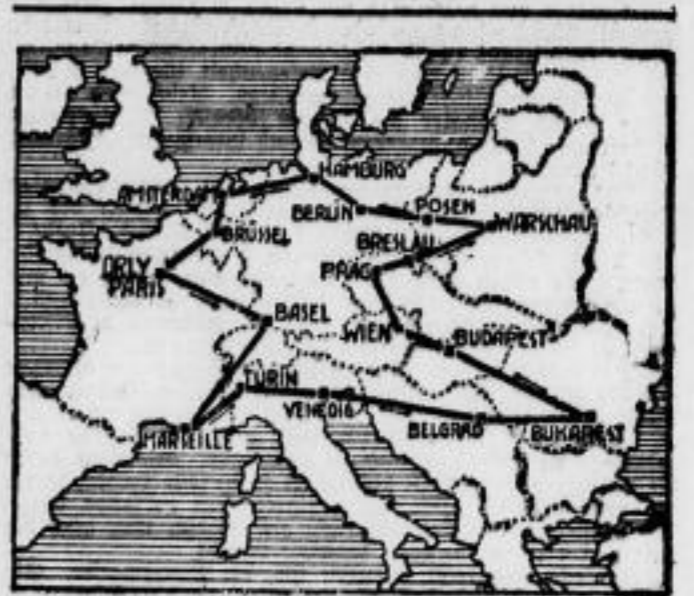 HAMBURG
AMSTERDAM
BERLIN
POSEN
WARSCHAU
BRÜSSEL
BRESLAU
ORLY
PARIS
PRAG
BASEL
WIEN
BUDAPEST
TURIN
VENEDIG
MARSEILLE
BELGRAD
BUKAREST